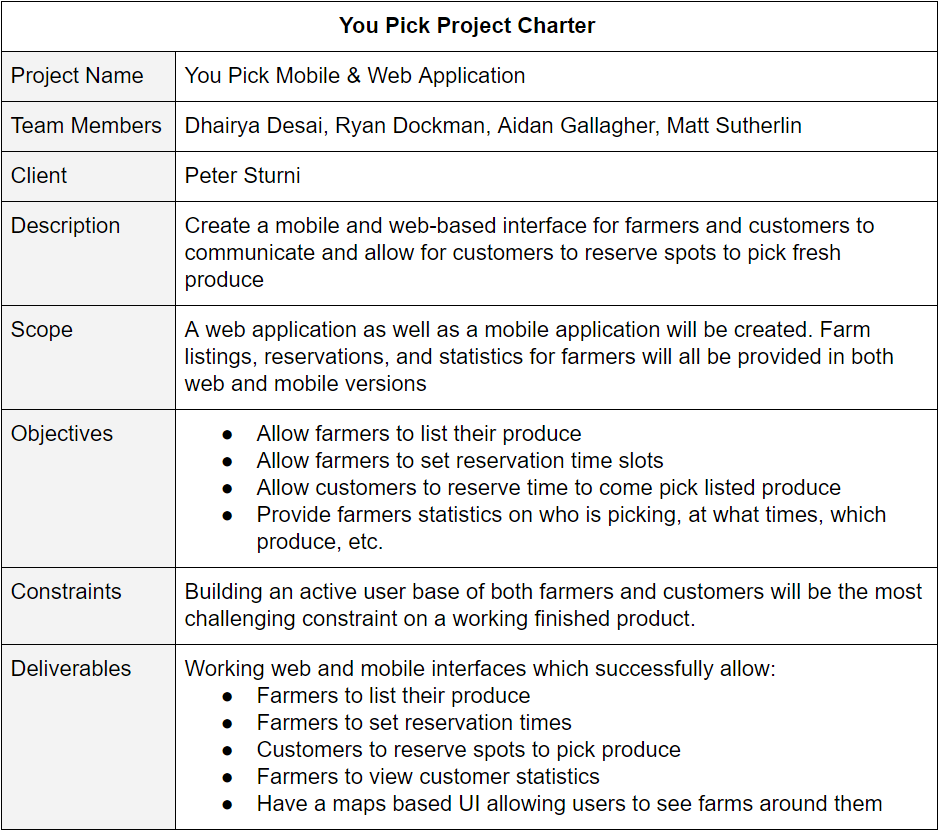 You Pick Project Charter
Project Name
You Pick Mobile & Web Application
Team Members
Dhairya Desai, Ryan Dockman, Aidan Gallagher, Matt Sutherlin
Client
Peter Sturni
Description
Create a mobile and web-based interface for farmers and customers to
communicate and allow for customers to reserve spots to pick fresh
produce
Scope
A web application as well as a mobile application will be created. Farm
listings, reservations, and statistics for farmers will all be provided in both
web and mobile versions
Objectives
● Allow farmers to list their produce
● Allow farmers to set reservation time slots
● Allow customers to reserve time to come pick listed produce
● Provide farmers statistics on who is picking, at what times, which
produce, etc.
Constraints
Building an active user base of both farmers and customers will be the most
challenging constraint on a working finished product.
Deliverables
Working web and mobile interfaces which successfully allow:
● Farmers to list their produce
● Farmers to set reservation times
● Customers to reserve spots to pick produce
● Farmers to view customer statistics
● Have a maps based UI allowing users to see farms around them